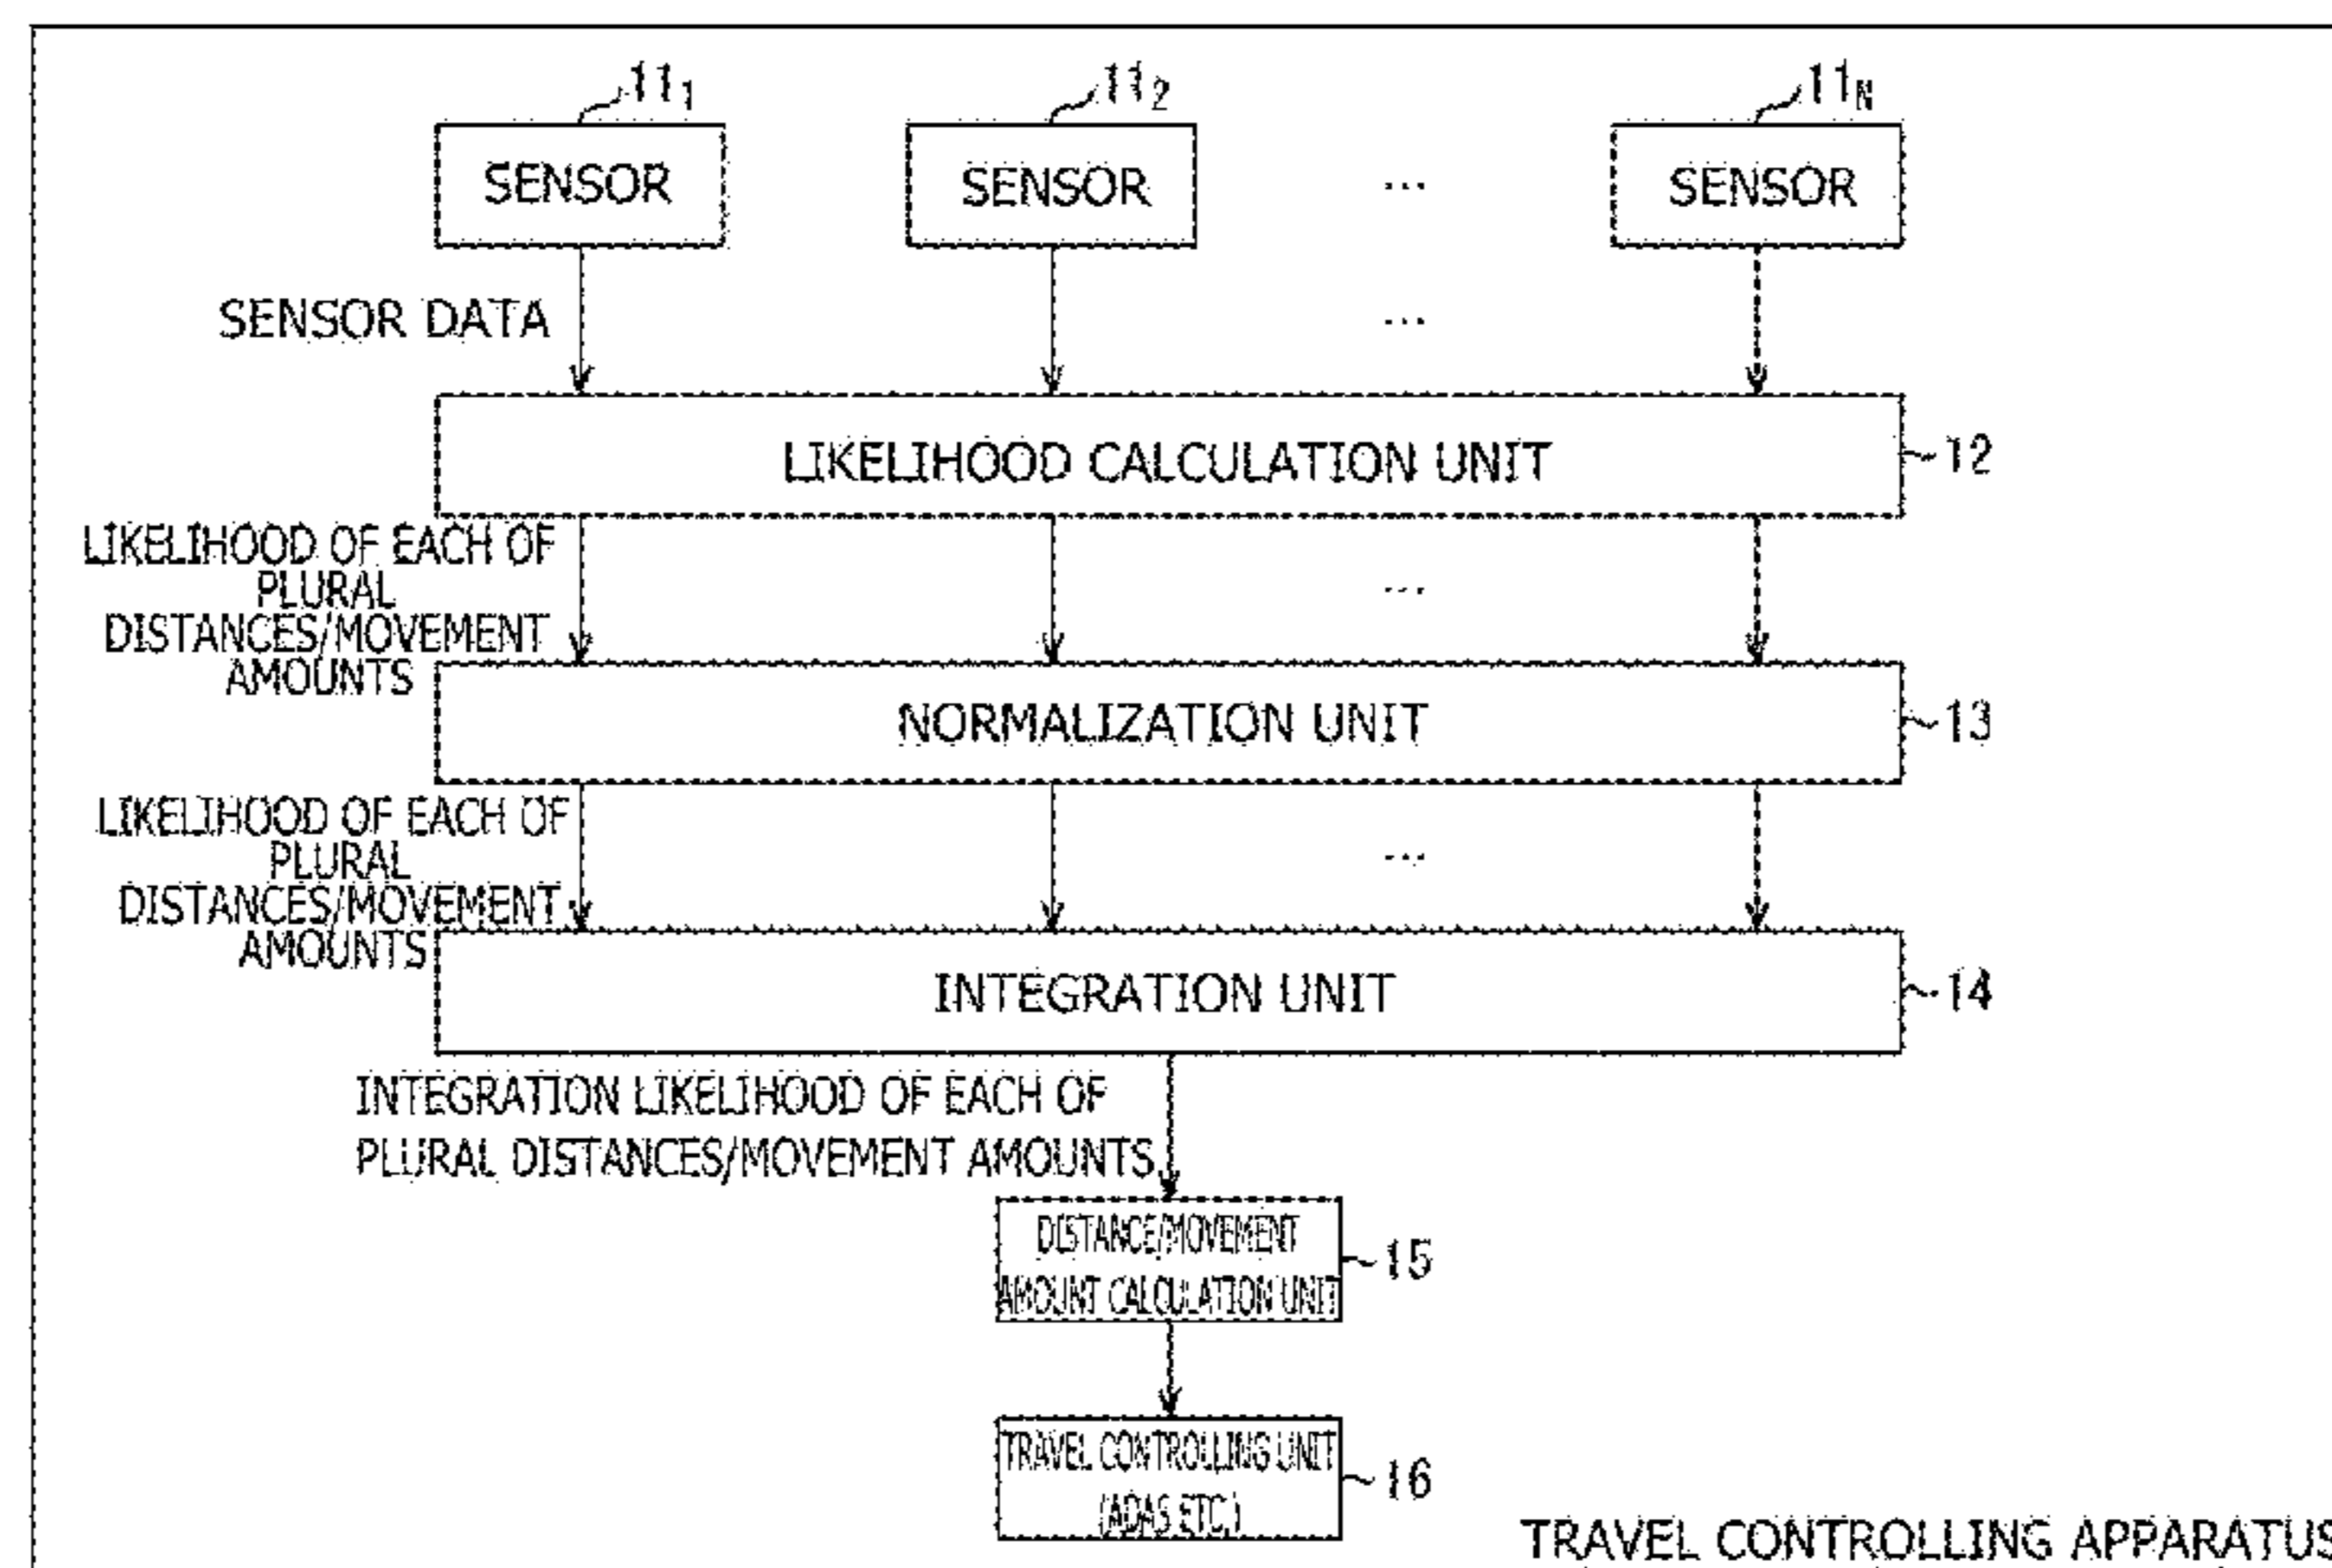 11₁ 11₂ 11N
SENSOR SENSOR ... SENSOR
SENSOR DATA ...
LIKELIHOOD CALCULATION UNIT 12
LIKELIHOOD OF EACH OF
PLURAL
DISTANCES/MOVEMENT
AMOUNTS
...
NORMALIZATION UNIT 13
LIKELIHOOD OF EACH OF
PLURAL
DISTANCES/MOVEMENT
AMOUNTS
...
INTEGRATION UNIT 14
INTEGRATION LIKELIHOOD OF EACH OF
PLURAL DISTANCES/MOVEMENT AMOUNTS
DISTANCE/MOVEMENT
AMOUNT CALCULATION UNIT 15
TRAVEL CONTROLLING UNIT
(ADAS ETC.) 16
TRAVEL CONTROLLING APPARATUS